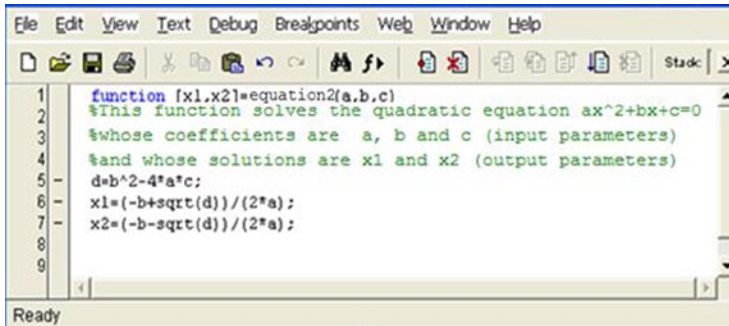 File Edit View Text Debug Breakpoints Web Window Help
Stack:
1 function [x1,x2]=equation2(a,b,c)
2 %This function solves the quadratic equation ax^2+bx+c=0
3 %whose coefficients are a, b and c (input parameters)
4 %and whose solutions are x1 and x2 (output parameters)
5 - d=b^2-4*a*c;
6 - x1=(-b+sqrt(d))/(2*a);
7 - x2=(-b-sqrt(d))/(2*a);
8
9
Ready